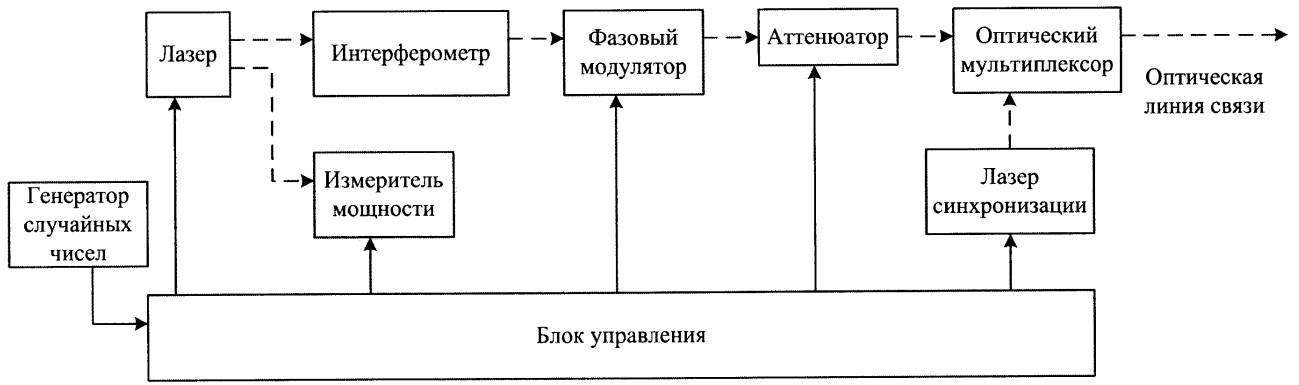 Лазер
Интерферометр
Фазовый
модулятор
Аттенюатор
Оптический
мультиплексор
Оптическая
линия связи
Генератор
случайных
чисел
Измеритель
мощности
Лазер
синхронизации
Блок управления